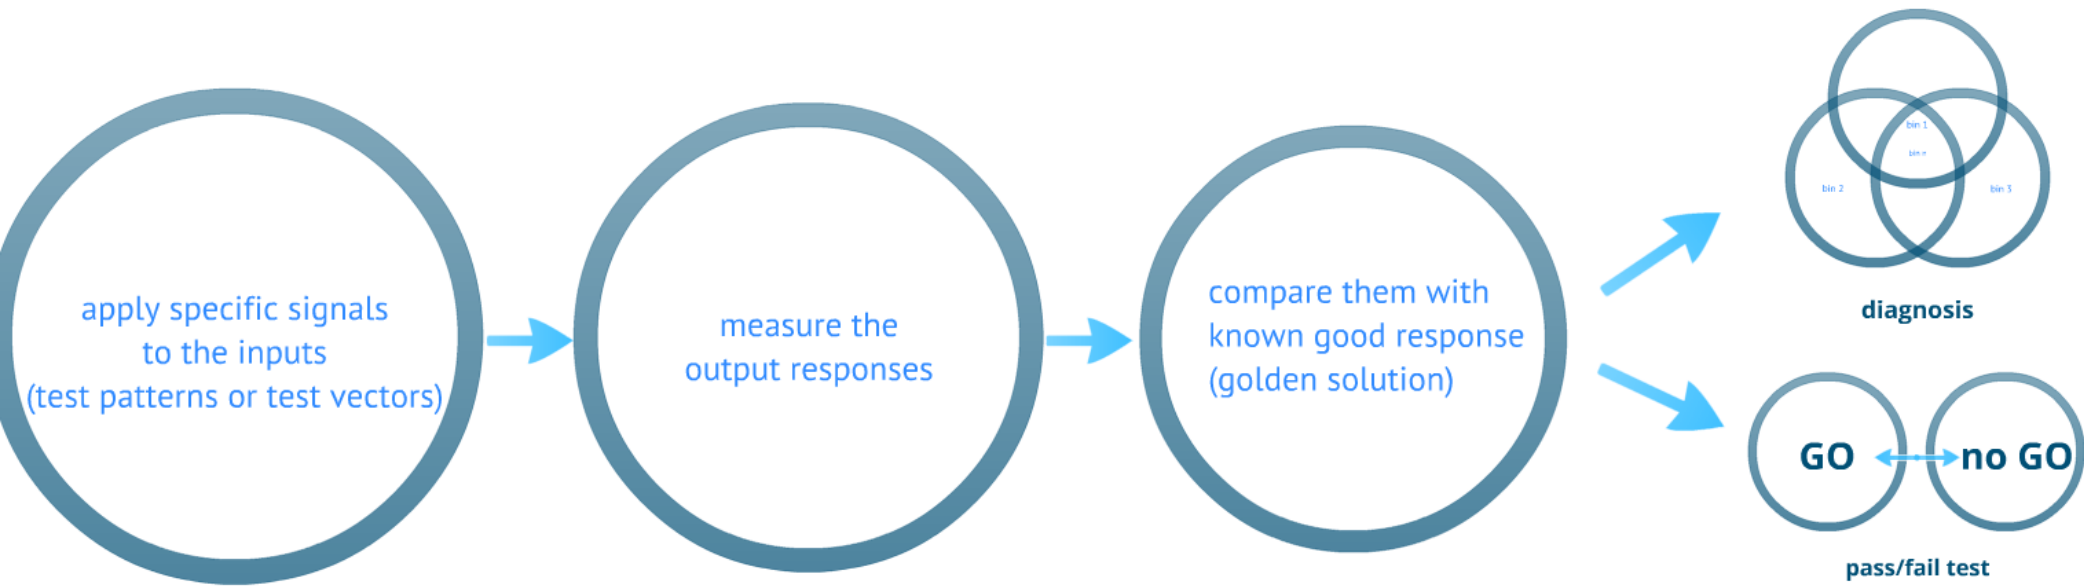 apply specific signals
to the inputs
(test patterns or test vectors)
measure the
output responses
compare them with
known good response
(golden solution)
bin 1
bin n
bin 2
bin 3
diagnosis
GO
no GO
pass/fail test